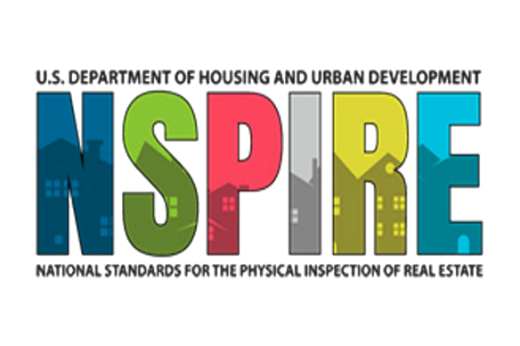 U.S. DEPARTMENT OF HOUSING AND URBAN DEVELOPMENT
NSPIRE
NATIONAL STANDARDS FOR THE PHYSICAL INSPECTION OF REAL ESTATE